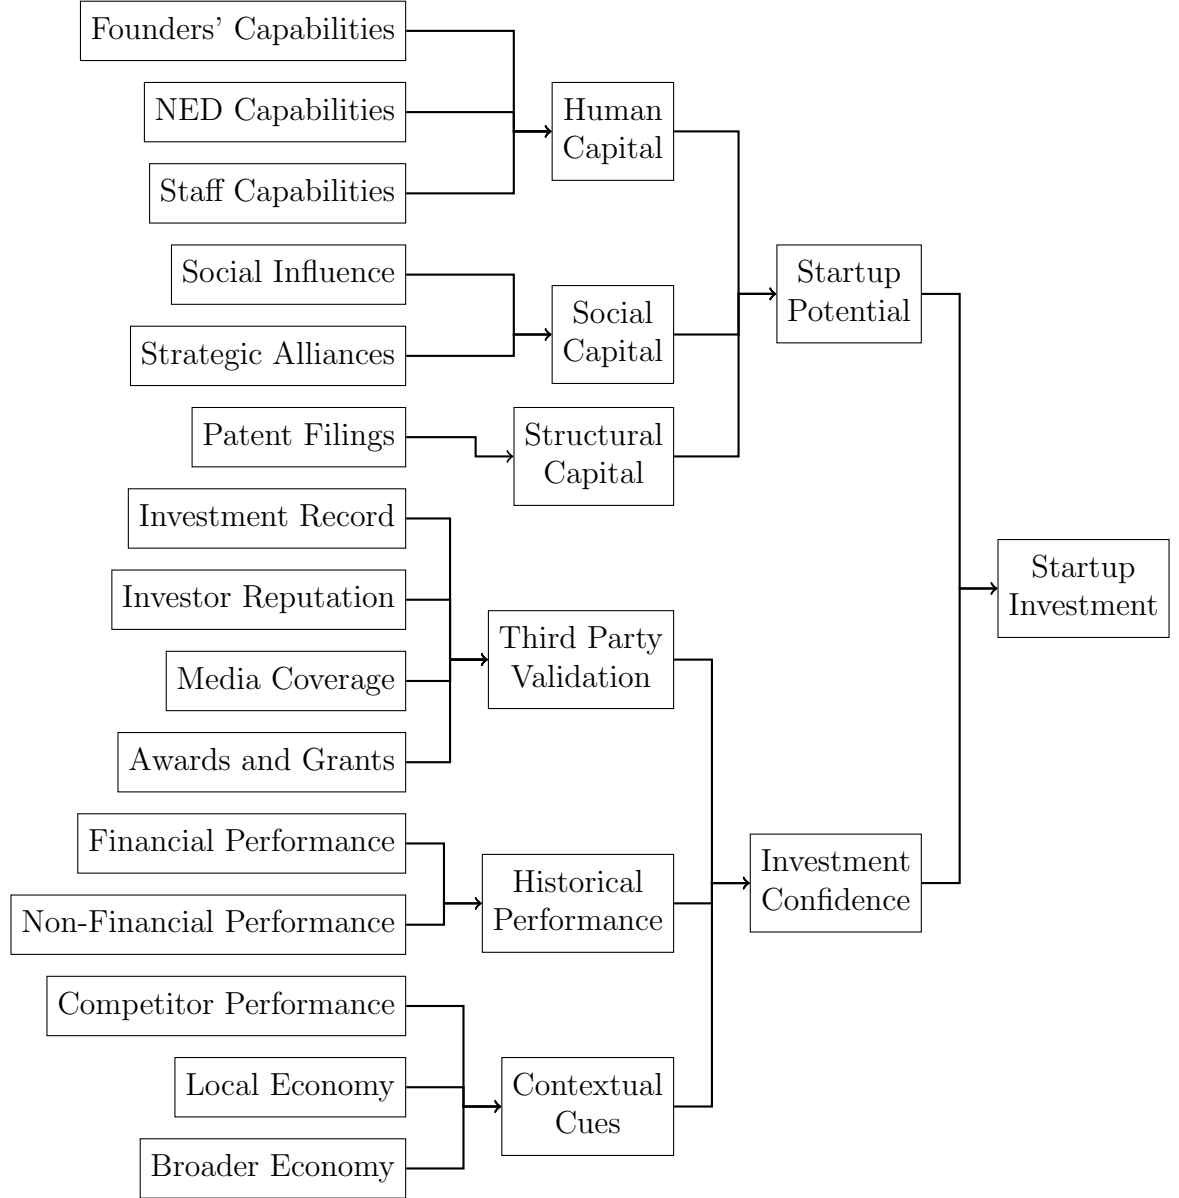 Founders' Capabilities
NED Capabilities
Staff Capabilities
Social Influence
Strategic Alliances
Patent Filings
Investment Record
Investor Reputation
Media Coverage
Awards and Grants
Financial Performance
Non-Financial Performance
Competitor Performance
Local Economy
Broader Economy
Human
Capital
Social
Capital
Structural
Capital
Third Party
Validation
Historical
Performance
Contextual
Cues
Startup
Potential
Investment
Confidence
Startup
Investment